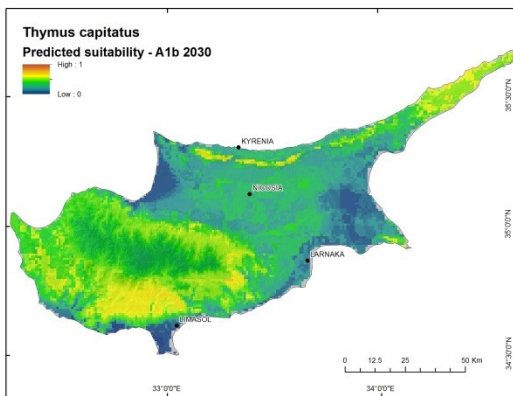 Thymus capitatus
Predicted suitability - A1b 2030
High : 1
Low : 0
35°30'0"N
KYRENIA
NICOSIA
35°0'0"N
LARNAKA
LIMASOL
0 12.5 25 50 Km
34°30'0"N
33°0'0"E 34°0'0"E